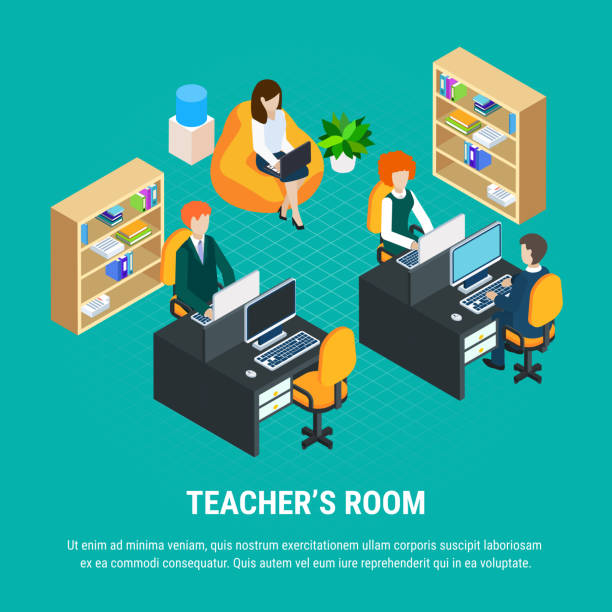 TEACHER'S ROOM
Ut enim ad minima veniam, quis nostrum exercitationem ullam corporis suscipit laboriosam
ex ea commodi consequatur. Quis autem vel eum iure reprehenderit qui in ea voluptate.